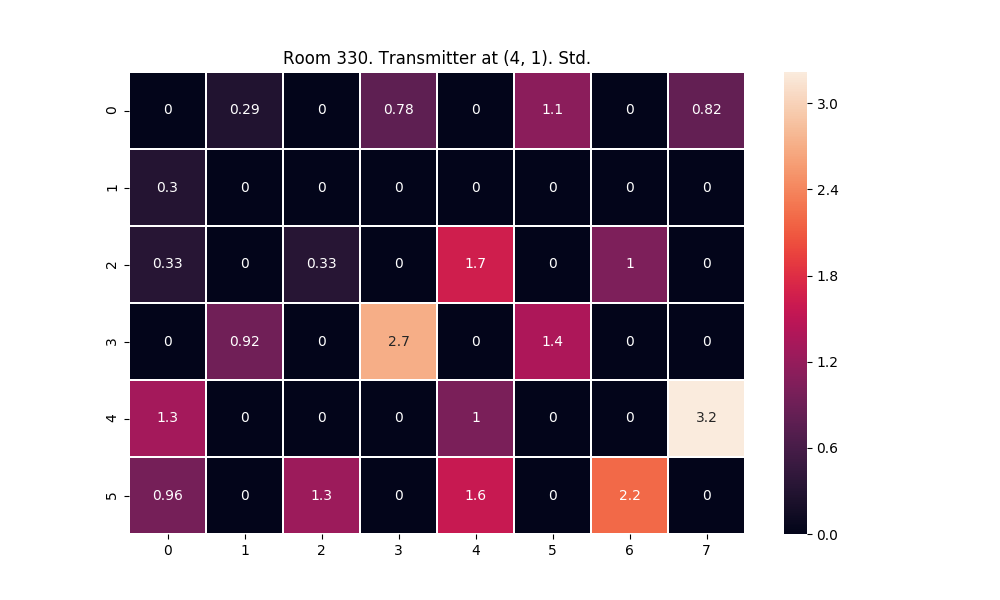 Room 330. Transmitter at (4, 1). Std.
0 0 0.29 0 0.78 0 1.1 0 0.82
1 0.3 0 0 0 0 0 0 0
2 0.33 0 0.33 0 1.7 0 1 0
3 0 0.92 0 2.7 0 1.4 0 0
4 1.3 0 0 0 1 0 0 3.2
5 0.96 0 1.3 0 1.6 0 2.2 0
0 1 2 3 4 5 6 7
3.0
2.4
1.8
1.2
0.6
0.0